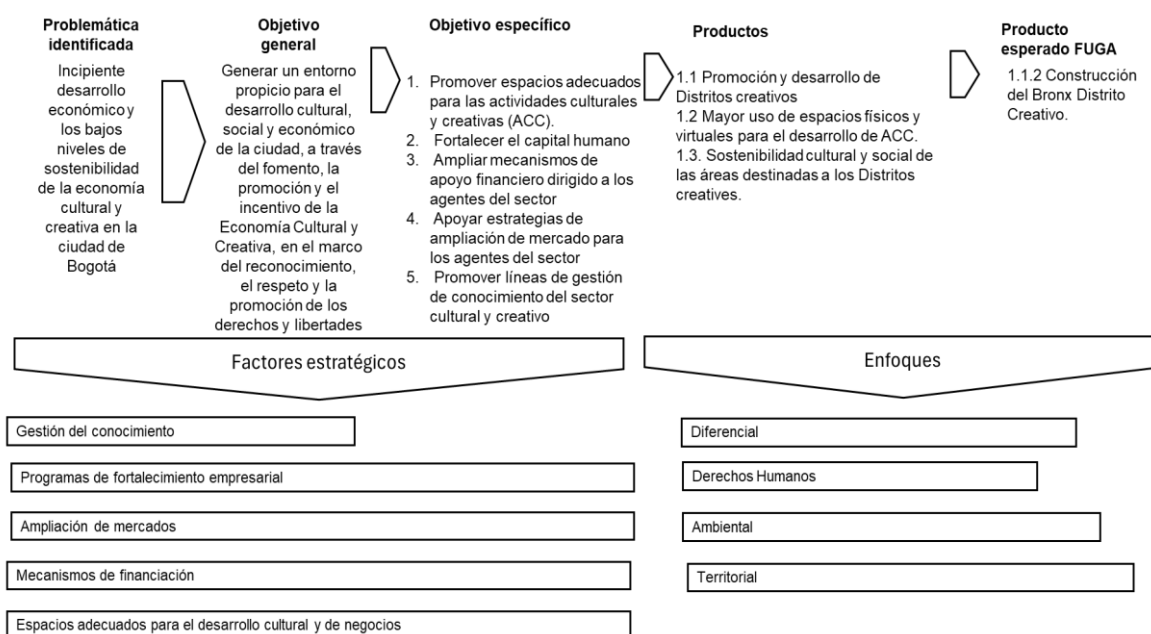 Problemática
identificada
Incipiente
desarrollo
económico y
los bajos
niveles de
sostenibilidad
de la economía
cultural y
creativa en la
ciudad de
Bogotá
Objetivo
general
Generar un entorno
propicio para el
desarrollo cultural,
social y económico
de la ciudad, a través
del fomento, la
promoción y el
incentivo de la
Economía Cultural y
Creativa, en el marco
del reconocimiento,
el respeto y la
promoción de los
derechos y libertades
Objetivo específico
1. Promover espacios adecuados
para las actividades culturales
y creativas (ACC).
2. Fortalecer el capital humano
3. Ampliar mecanismos de
apoyo financiero dirigido a los
agentes del sector
4. Apoyar estrategias de
ampliación de mercado para
los agentes del sector
5. Promover líneas de gestión
de conocimiento del sector
cultural y creativo
Productos
1.1 Promoción y desarrollo de
Distritos creativos
1.2 Mayor uso de espacios físicos y
virtuales para el desarrollo de ACC.
1.3. Sostenibilidad cultural y social de
las áreas destinadas a los Distritos
creatives.
Producto
esperado FUGA
1.1.2 Construcción
del Bronx Distrito
Creativo.
Factores estratégicos
Gestión del conocimiento
Programas de fortalecimiento empresarial
Ampliación de mercados
Mecanismos de financiación
Espacios adecuados para el desarrollo cultural y de negocios
Enfoques
Diferencial
Derechos Humanos
Ambiental
Territorial